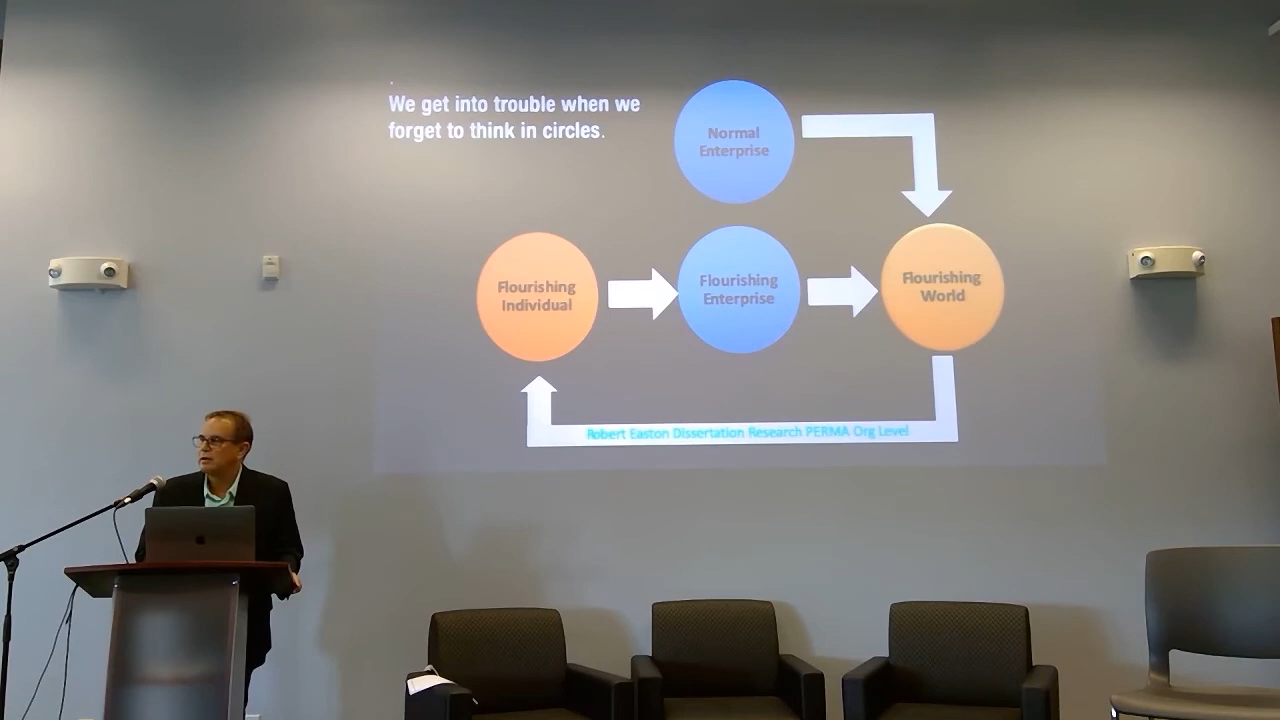 We get into trouble when we
forget to think in circles.
Normal
Enterprise
Flourishing
Individual
Flourishing
Enterprise
Flourishing
World
Robert Easton Dissertation Research PERMA Org Level